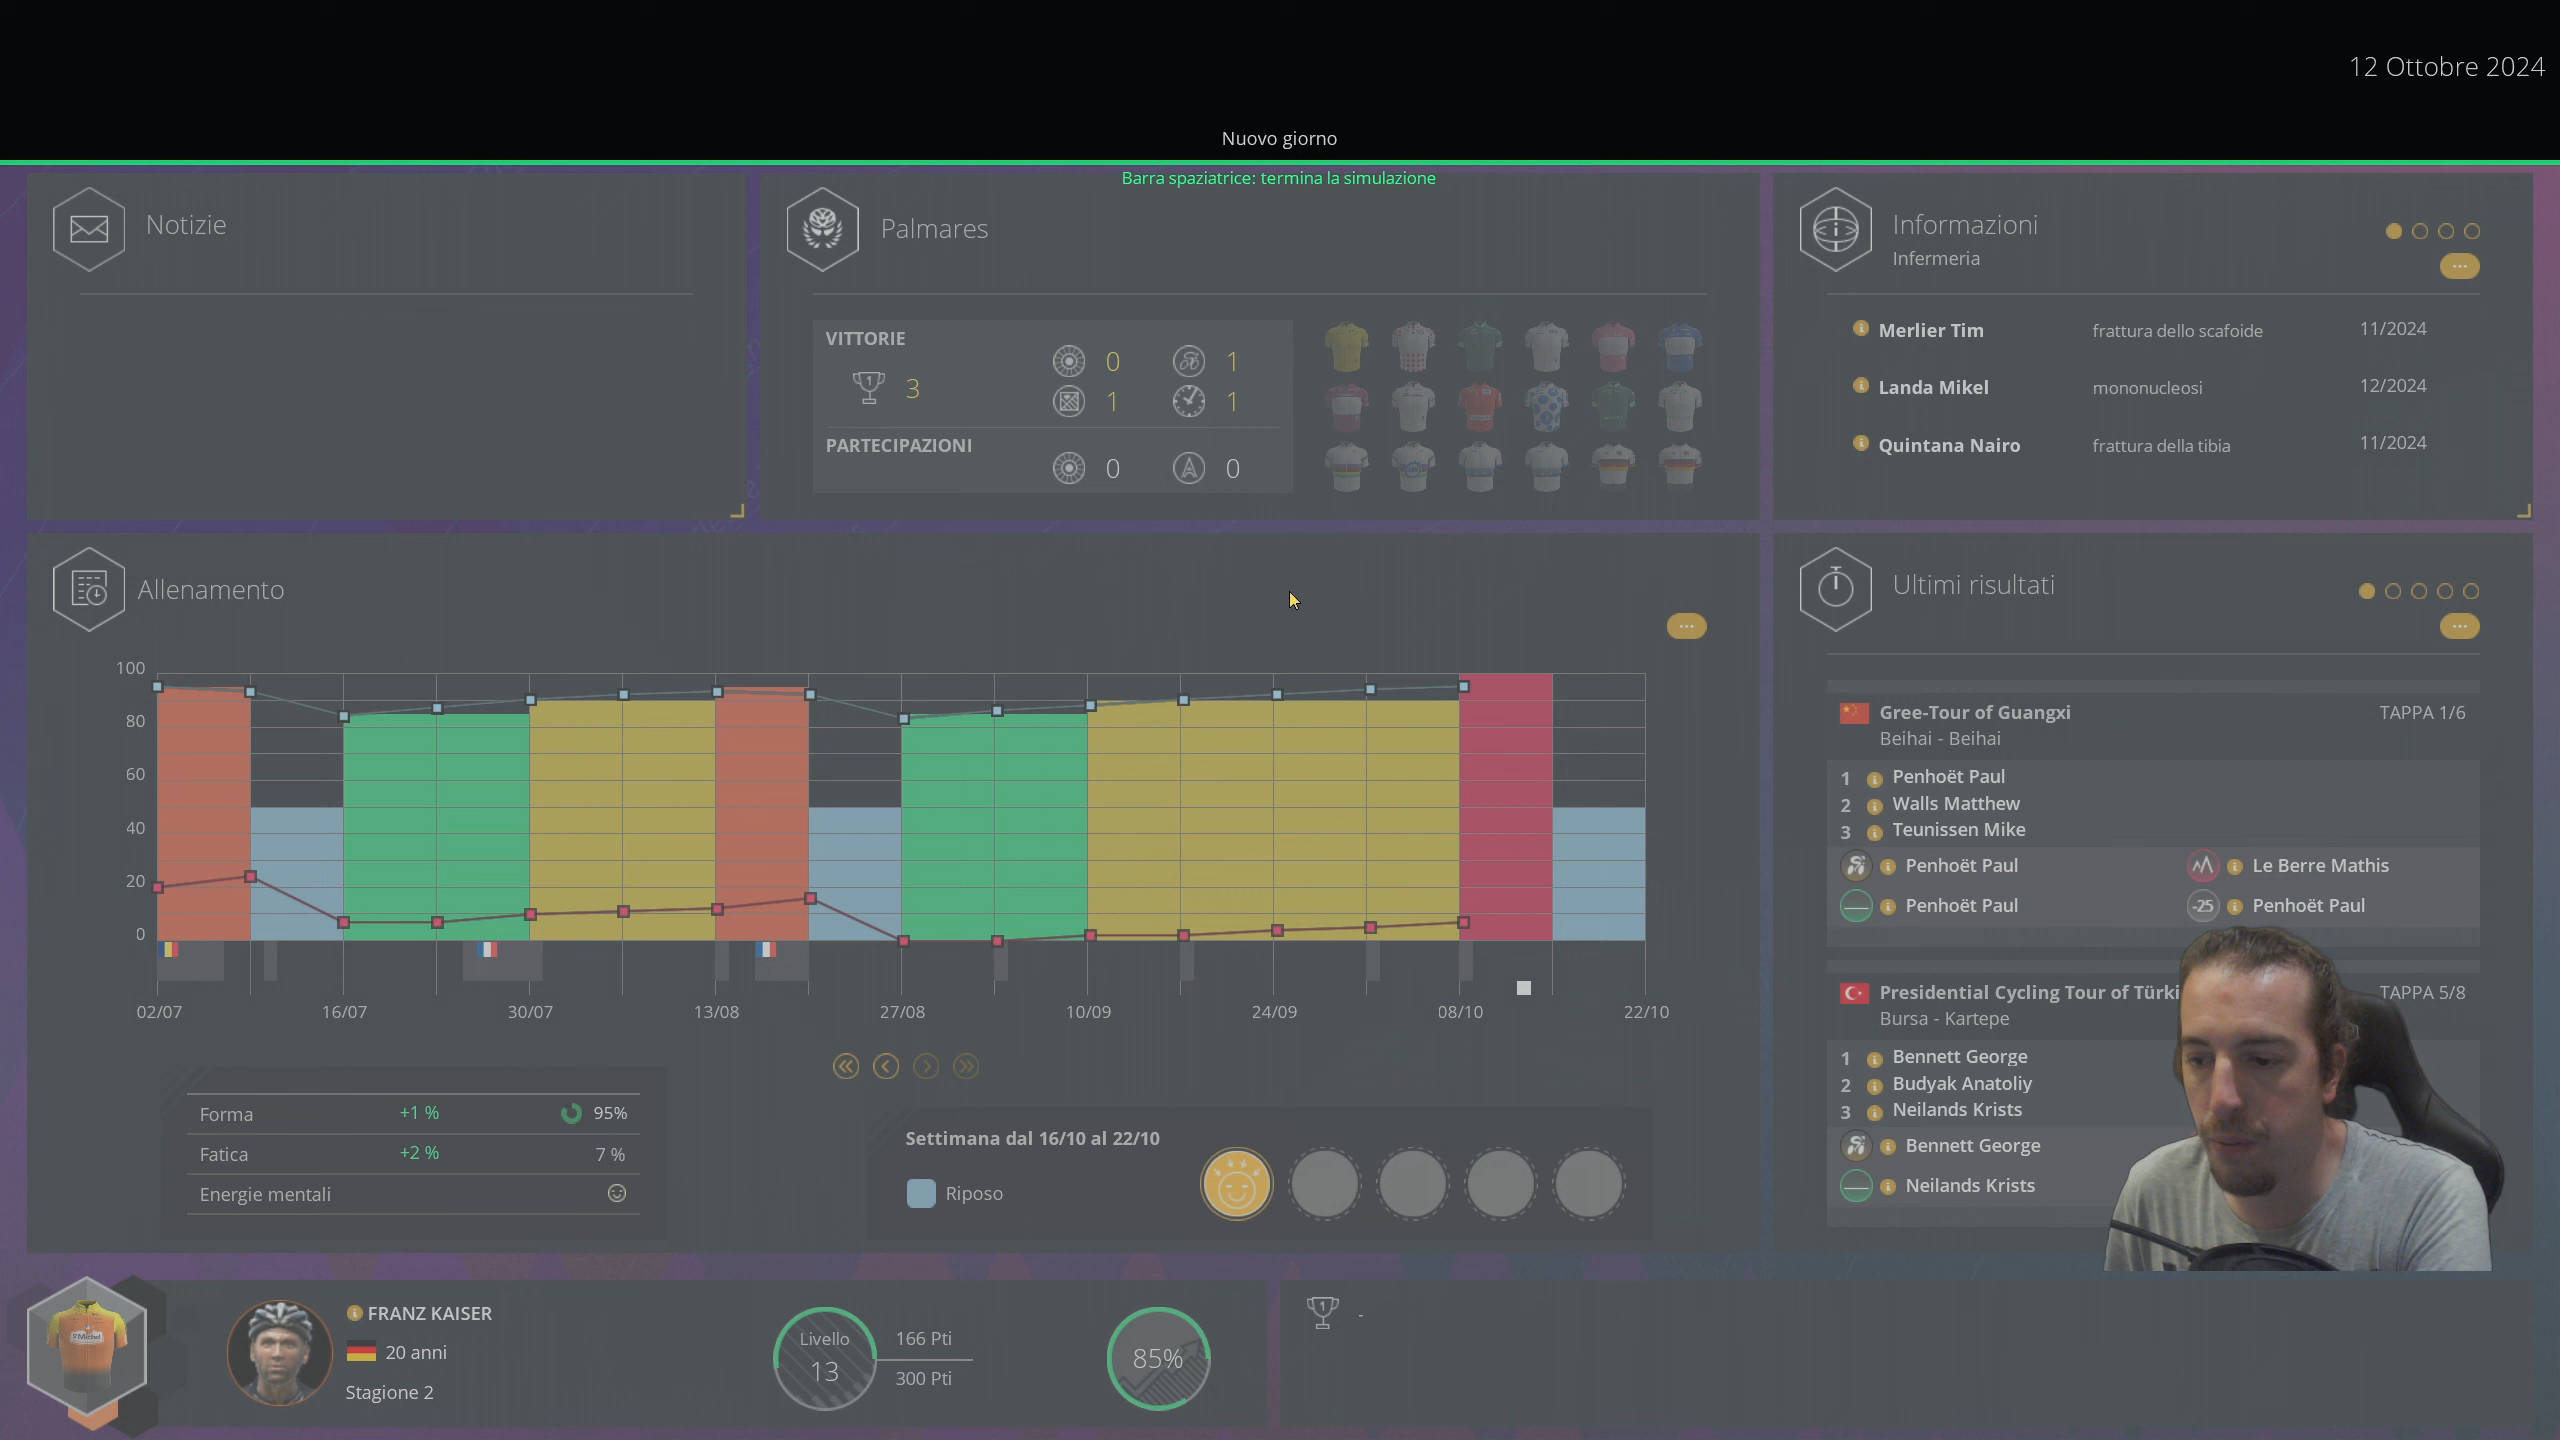 12 Ottobre 2024
Nuovo giorno
Barra spaziatrice: termina la simulazione
Notizie
Palmares
VITTORIE
3
0
1
1
1
PARTECIPAZIONI
0
0
Informazioni
Infermeria
Merlier Tim frattura dello scafoide 11/2024
Landa Mikel mononucleosi 12/2024
Quintana Nairo frattura della tibia 11/2024
Allenamento
100
80
60
40
20
0
02/07 16/07 30/07 13/08 27/08 10/09 24/09 08/10 22/10
Forma +1 % 95%
Fatica +2 % 7 %
Energie mentali
Settimana dal 16/10 al 22/10
Riposo
Ultimi risultati
Gree-Tour of Guangxi TAPPA 1/6
Beihai - Beihai
1 Penhoët Paul
2 Walls Matthew
3 Teunissen Mike
Penhoët Paul Le Berre Mathis
Penhoët Paul -25 Penhoët Paul
Presidential Cycling Tour of Türki TAPPA 5/8
Bursa - Kartepe
1 Bennett George
2 Budyak Anatoliy
3 Neilands Krists
Bennett George
Neilands Krists
St Michel
FRANZ KAISER
20 anni
Stagione 2
Livello
13
166 Pti
300 Pti
85%
1 -